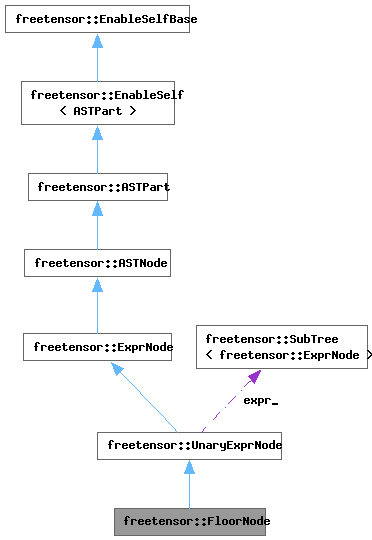 freetensor::EnableSelfBase
freetensor::EnableSelf
< ASTPart >
freetensor::ASTPart
freetensor::ASTNode
freetensor::ExprNode
freetensor::SubTree
< freetensor::ExprNode >
expr_
freetensor::UnaryExprNode
freetensor::FloorNode